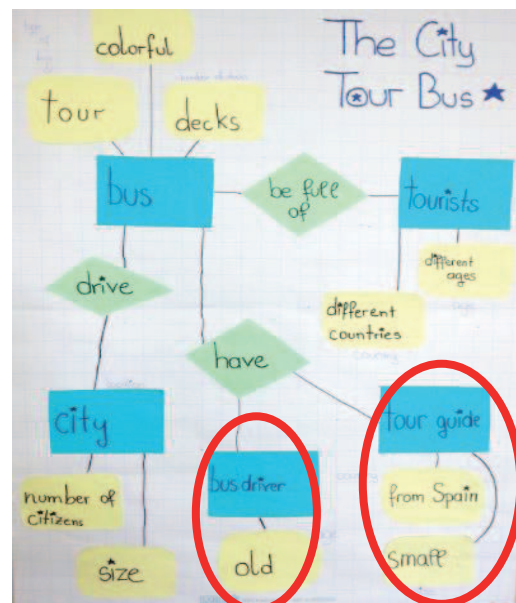 colorful
The City
Tour Bus
tour
decks
bus
be full
of
tourists
different
ages
drive
different
countries
have
city
tour guide
bus driver
from Spain
number of
citizens
old
small
size